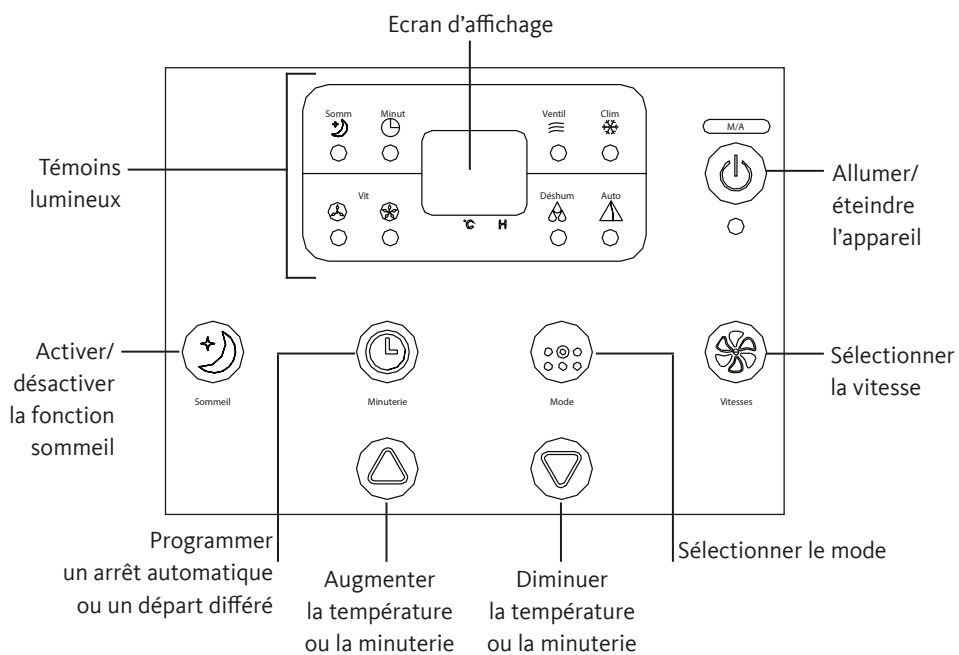 Ecran d'affichage
Somm
Minut
Ventil
Clim
M/A
Témoins
lumineux
Vit
Déshum
Auto
°C
H
Allumer/
éteindre
l'appareil
Activer/
désactiver
la fonction
sommeil
Sommeil
Minuterie
Mode
Vitesses
Sélectionner
la vitesse
Programmer
un arrêt automatique
ou un départ différé
Augmenter
la température
ou la minuterie
Diminuer
la température
ou la minuterie
Sélectionner le mode